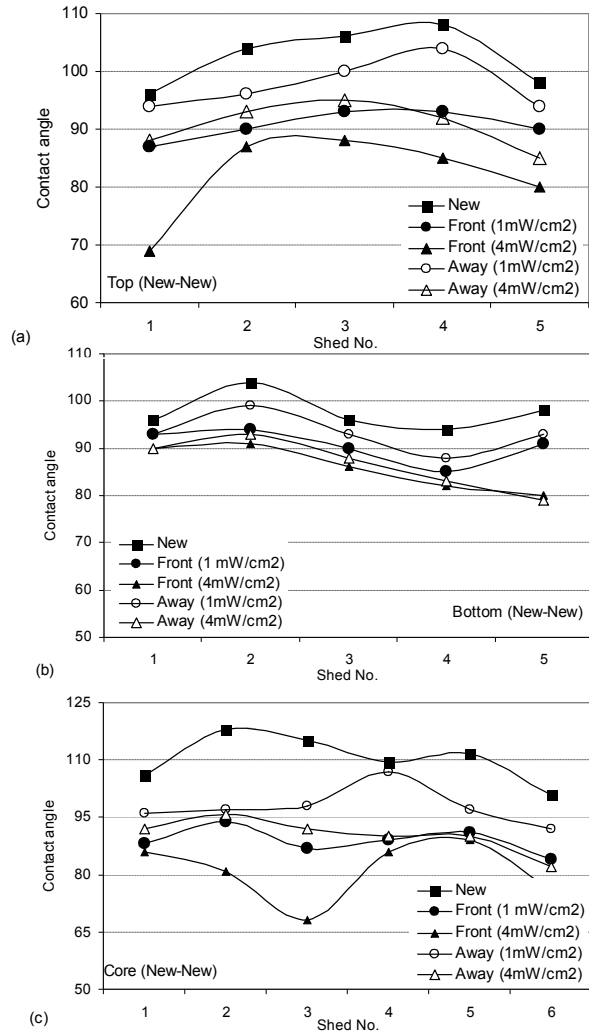 110
100
90
80
70
60
Contact angle
New
Front (1mW/cm2)
Front (4mW/cm2)
Away (1mW/cm2)
Away (4mW/cm2)
Top (New-New)
1 2 3 4 5
Shed No.
(a)
110
100
90
80
70
60
50
Contact angle
New
Front (1 mW/cm2)
Front (4mW/cm2)
Away (1mW/cm2)
Away (4mW/cm2)
Bottom (New-New)
1 2 3 4 5
Shed No.
(b)
125
110
95
80
65
50
Contact angle
New
Front (1 mW/cm2)
Front (4mW/cm2)
Away (1mW/cm2)
Away (4mW/cm2)
Core (New-New)
1 2 3 4 5 6
Shed No.
(c)